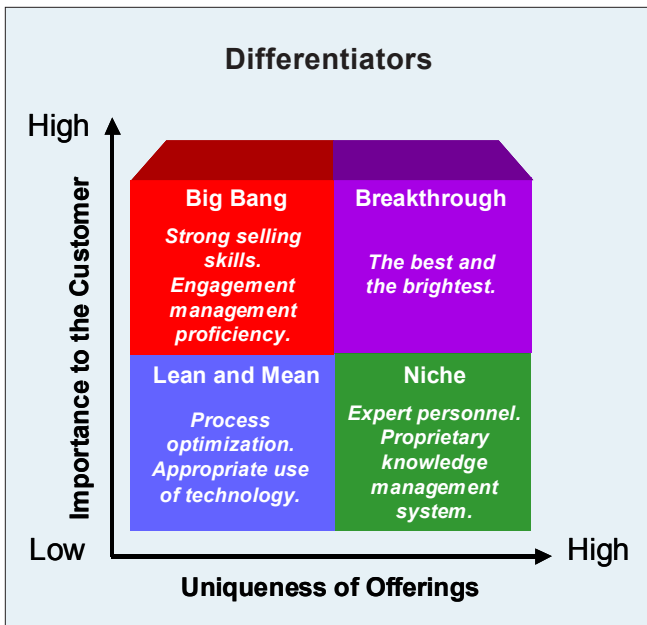 Differentiators
High
Importance to the Customer
Big Bang
Strong selling
skills.
Engagement
management
proficiency.
Breakthrough
The best and
the brightest.
Lean and Mean
Process
optimization.
Appropriate use
of technology.
Niche
Expert personnel.
Proprietary
knowledge
management
system.
Low
High
Uniqueness of Offerings